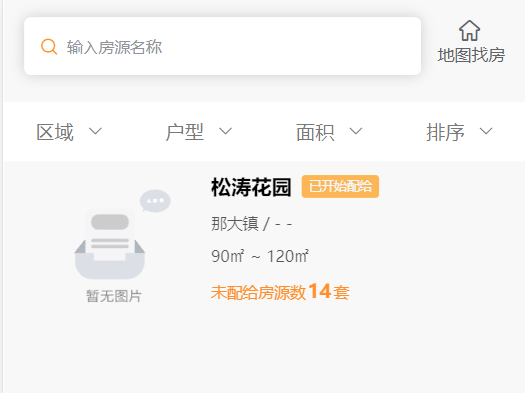 输入房源名称
地图找房
区域 户型 面积 排序
松涛花园 已开始配给
那大镇 / - -
90㎡ ~ 120㎡
未配给房源数14套
暂无图片